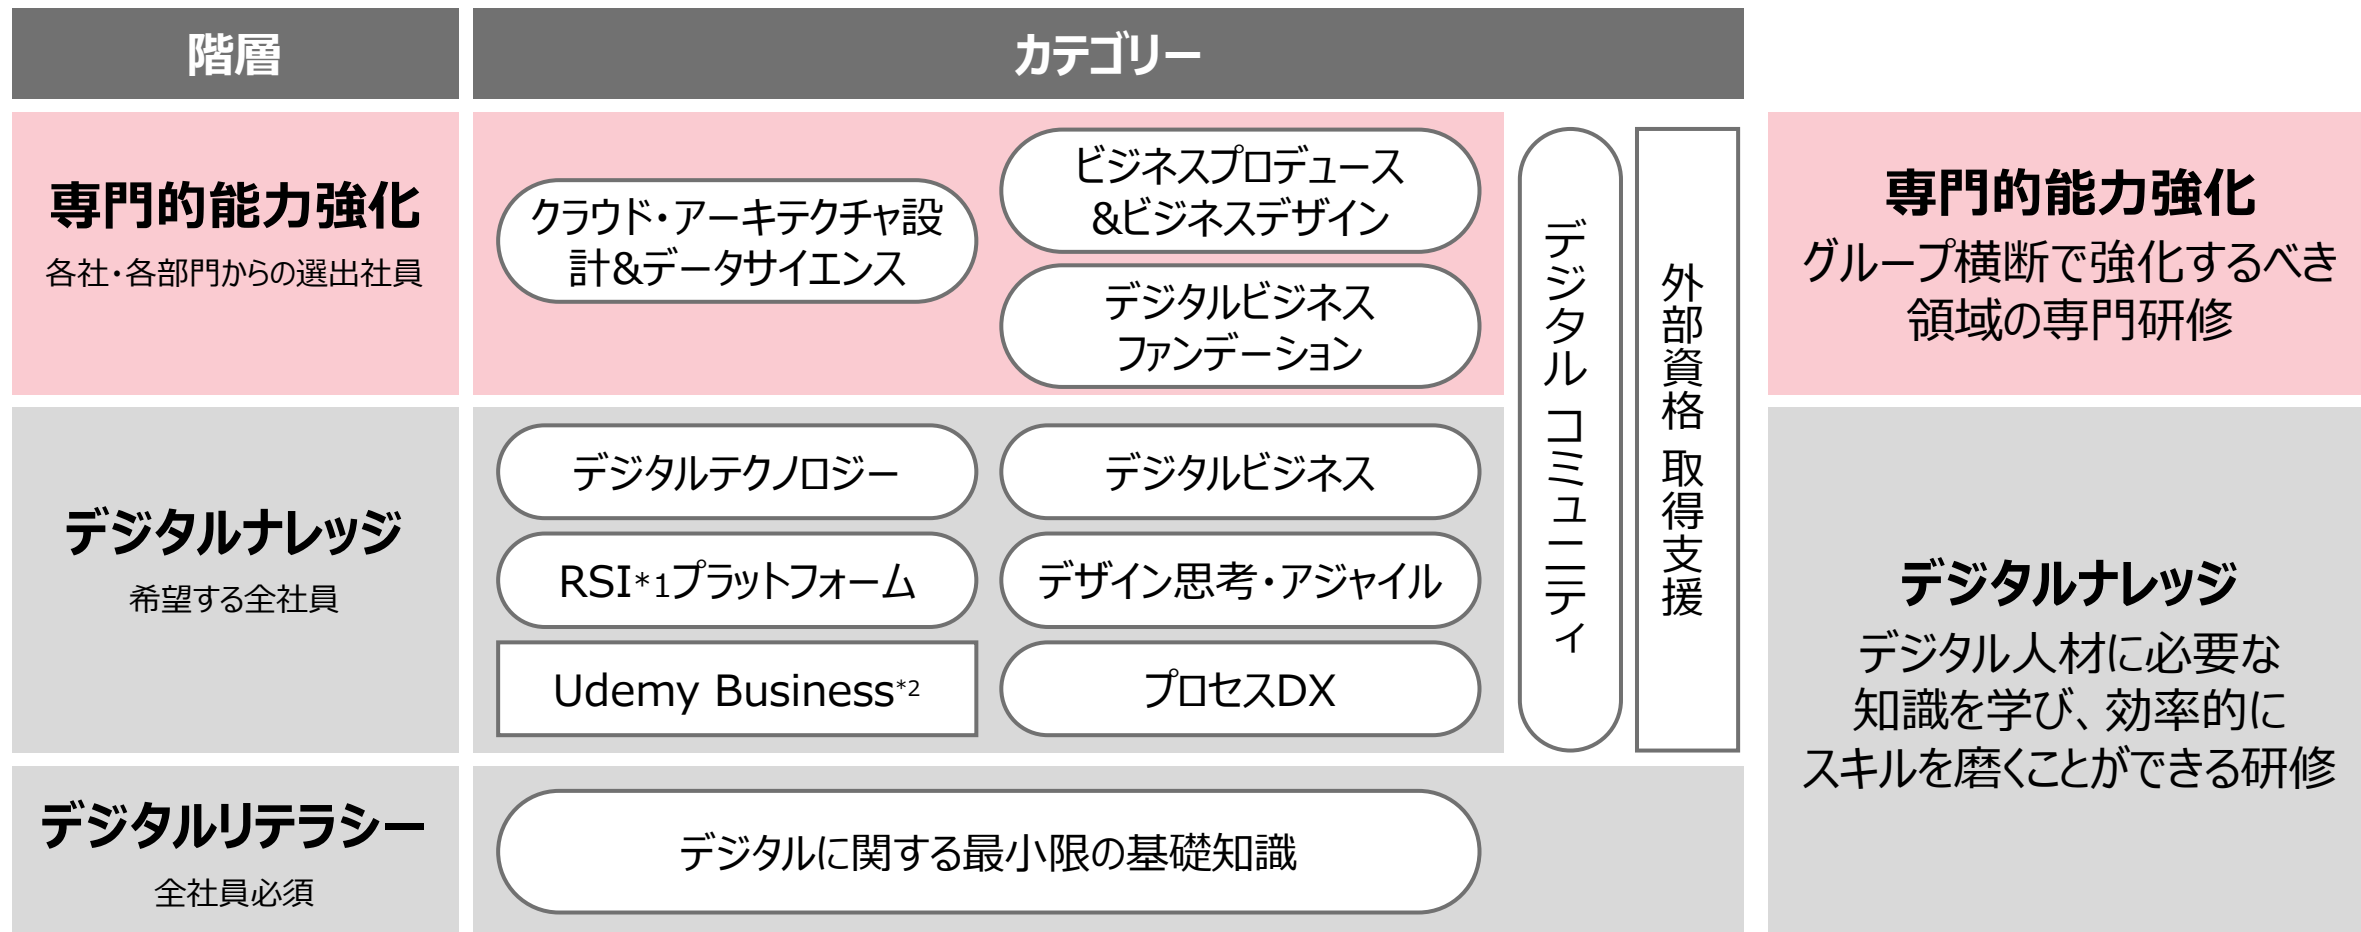 階層
カテゴリー
専門的能力強化
各社・各部門からの選出社員
クラウド・アーキテクチャ設
計&データサイエンス
ビジネスプロデュース
&ビジネスデザイン
デジタルビジネス
ファンデーション
デジタルナレッジ
希望する全社員
デジタルテクノロジー
デジタルビジネス
RSI*1プラットフォーム
デザイン思考・アジャイル
Udemy Business*2
プロセスDX
デジタル コミュニティ
外部資格 取得支援
デジタルリテラシー
全社員必須
デジタルに関する最小限の基礎知識
専門的能力強化
グループ横断で強化するべき
領域の専門研修
デジタルナレッジ
デジタル人材に必要な
知識を学び、効率的に
スキルを磨くことができる研修